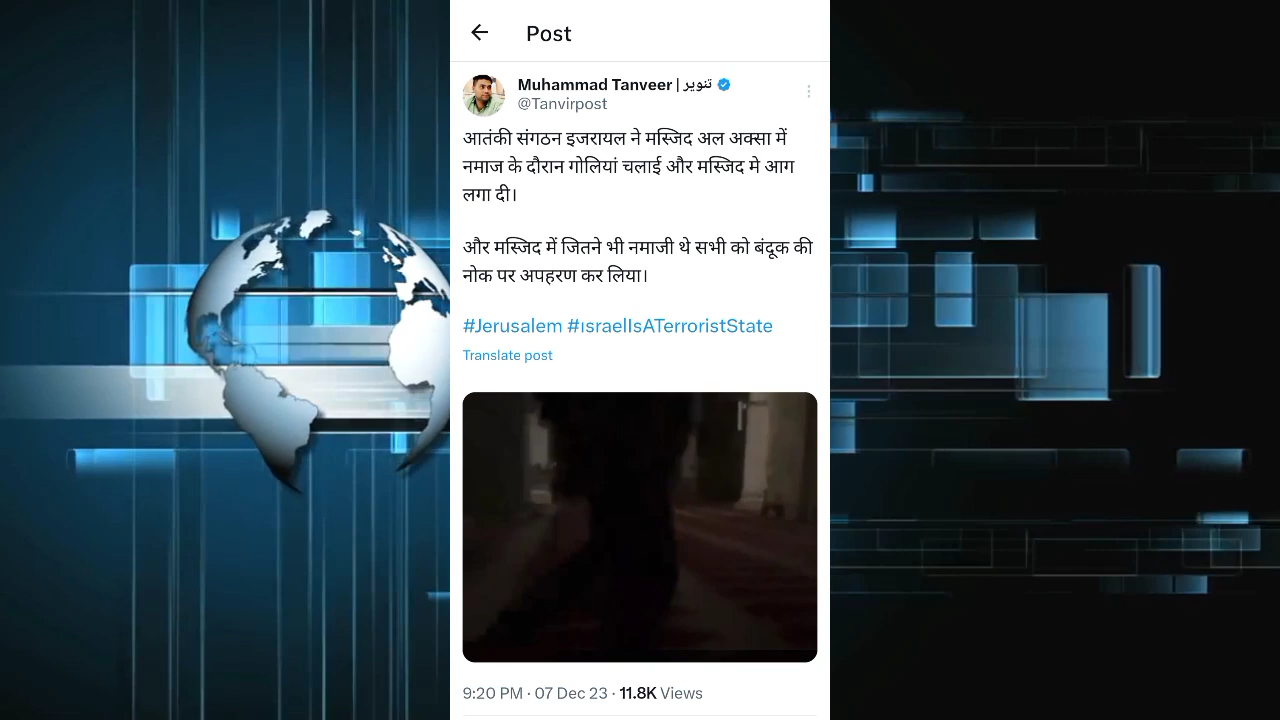 Post
Muhammad Tanveer | تنویر
@Tanvirpost
आतंकी संगठन इजरायल ने मस्जिद अल अक्सा में
नमाज के दौरान गोलियां चलाई और मस्जिद मे आग
लगा दी।
और मस्जिद में जितने भी नमाजी थे सभी को बंदूक की
नोक पर अपहरण कर लिया।
#Jerusalem #ısraelIsATerroristState
Translate post
9:20 PM · 07 Dec 23 · 11.8K Views